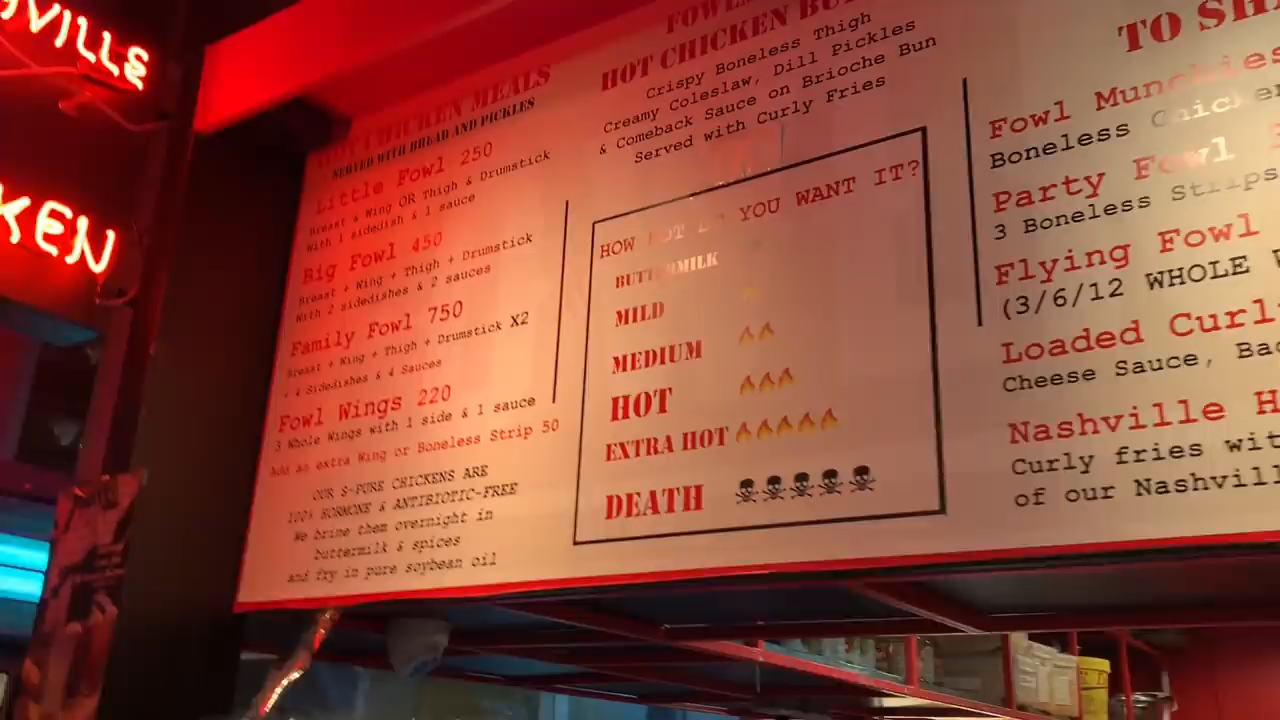 VILLE
KEN
HOT CHICKEN MEALS
SERVED WITH BREAD AND PICKLES
Little Fowl 250
Breast + Wing OR Thigh & Drumstick
With 1 sidedish & 1 sauce
Big Fowl 450
Breast + Wing + Thigh + Drumstick
With 2 sidedishes & 2 sauces
Family Fowl 750
Breast + Wing + Thigh + Drumstick X2
+ 4 Sidedishes & 4 Sauces
Fowl Wings 220
3 Whole Wings with 1 side & 1 sauce
Add an extra Wing or Boneless Strip 50
OUR S-PURE CHICKENS ARE
100% HORMONE & ANTIBIOTIC-FREE
We brine them overnight in
buttermilk & spices
and fry in pure soybean oil
HOT CHICKEN
Crispy Boneless Thigh
Creamy Coleslaw, Dill Pickles
& Comeback Sauce on Brioche Bun
Served with Curly Fries
HOW HOT DO YOU WANT IT?
BUTTERMILK
MILD
MEDIUM
HOT
EXTRA HOT
DEATH
TO SH
Fowl Munchies
Boneless Chicken
Party Fowl
3 Boneless Strips
Flying Fowl
(3/6/12 WHOLE
Loaded Curl
Cheese Sauce, Bac
Nashville H
Curly fries wit
of our Nashvill